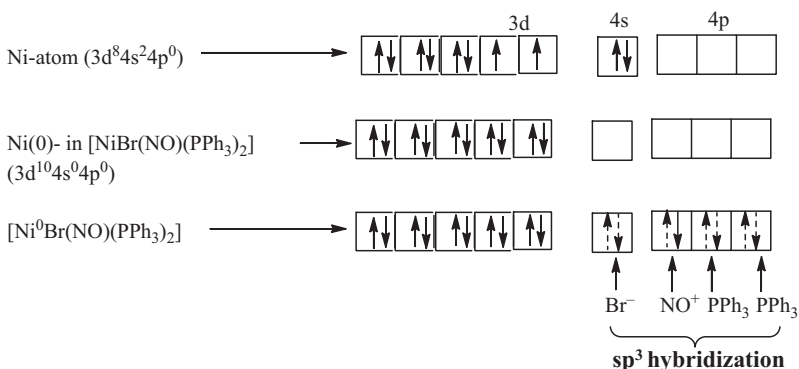 3d 4s 4p
Ni-atom (3d⁸4s²4p⁰)
Ni(0)- in [NiBr(NO)(PPh₃)₂]
(3d¹⁰4s⁰4p⁰)
[Ni⁰Br(NO)(PPh₃)₂]
Br⁻ NO⁺ PPh₃ PPh₃
sp³ hybridization